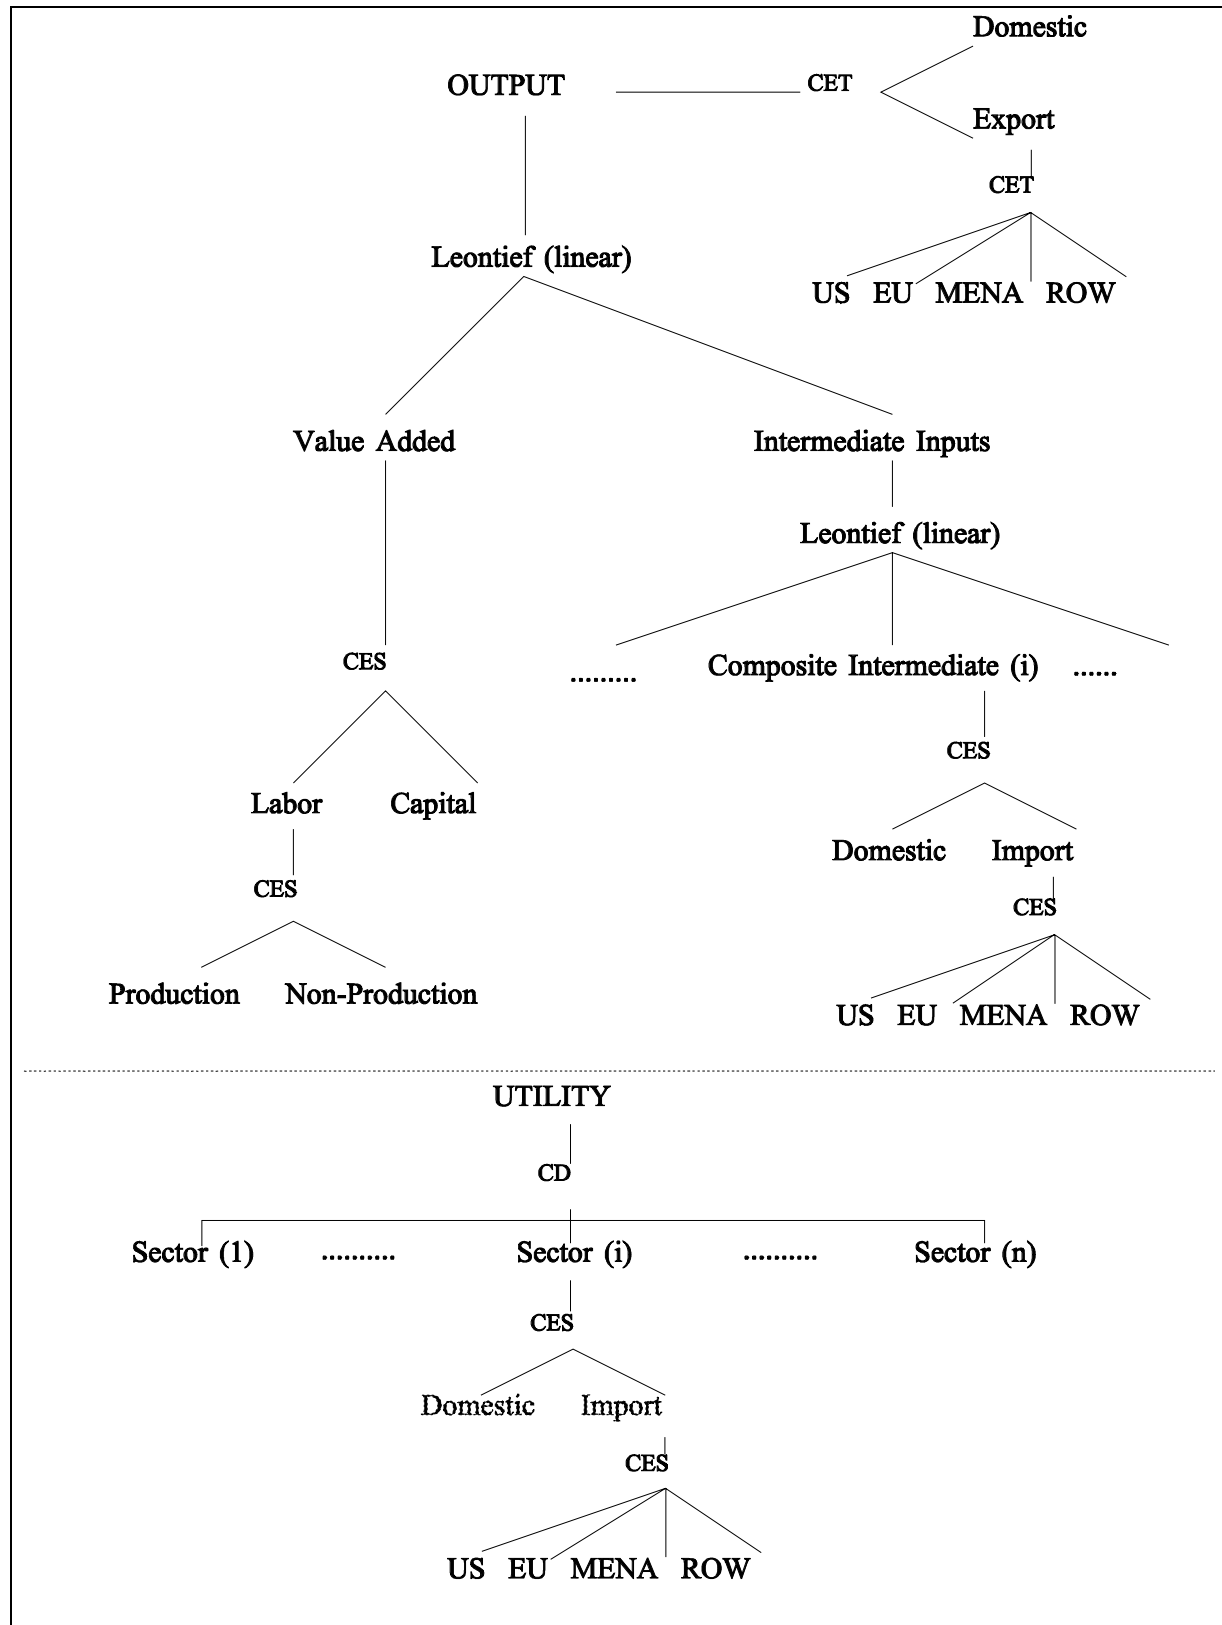 Domestic
OUTPUT CET
Export
CET
Leontief (linear)
US EU MENA ROW
Value Added Intermediate Inputs
Leontief (linear)
CES
......... Composite Intermediate (i) ......
CES
Labor Capital
Domestic Import
CES
CES
Production Non-Production
US EU MENA ROW
UTILITY
CD
Sector (1) .......... Sector (i) .......... Sector (n)
CES
Domestic Import
CES
US EU MENA ROW